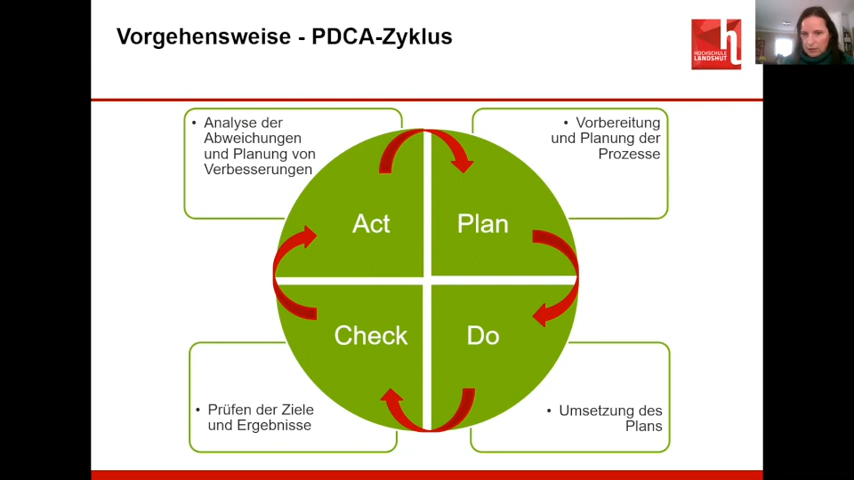 Vorgehensweise - PDCA-Zyklus
HOCHSCHULE
LANDSHUT
• Analyse der
Abweichungen
und Planung von
Verbesserungen
• Vorbereitung
und Planung der
Prozesse
Act
Plan
Check
Do
• Prüfen der Ziele
und Ergebnisse
• Umsetzung des
Plans